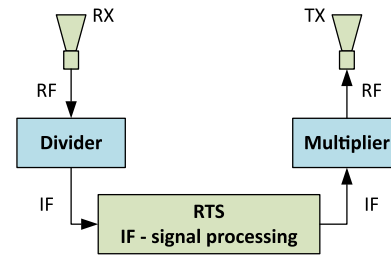 RX
TX
RF
RF
Divider
Multiplier
IF
IF
RTS
IF - signal processing